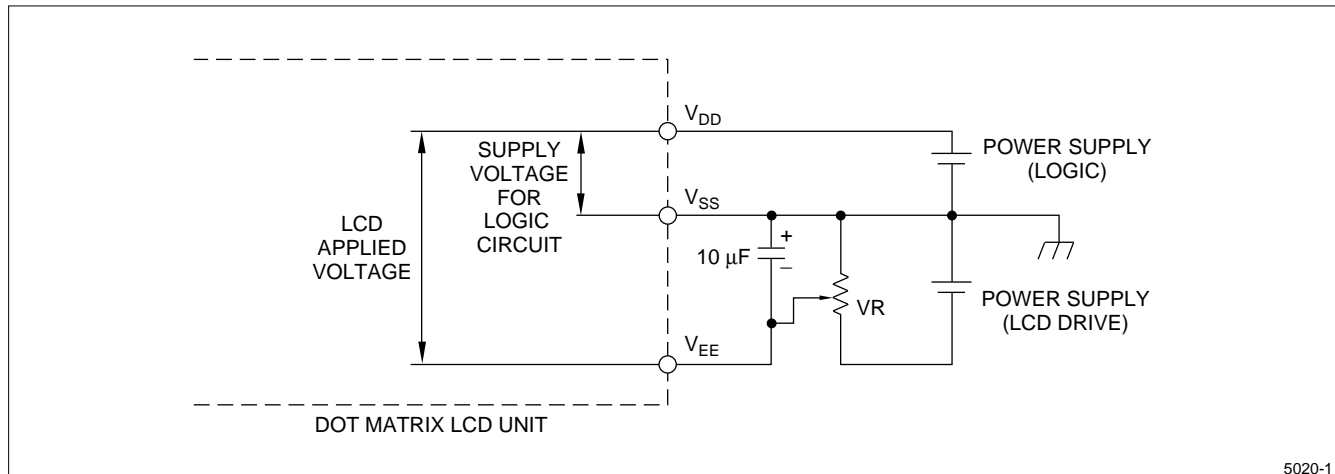 V_DD
SUPPLY
VOLTAGE
FOR
LOGIC
CIRCUIT
POWER SUPPLY
(LOGIC)
V_SS
LCD
APPLIED
VOLTAGE
10 μF
+
–
VR
POWER SUPPLY
(LCD DRIVE)
V_EE
DOT MATRIX LCD UNIT
5020-1